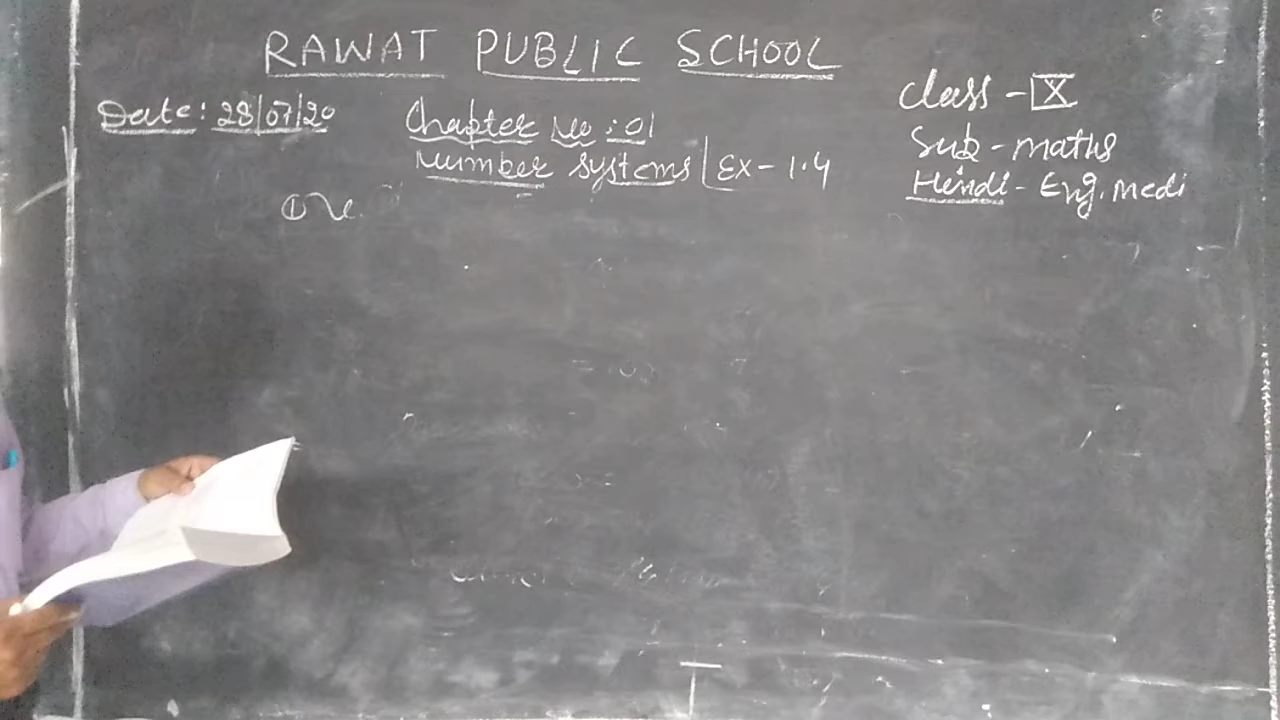 RAWAT PUBLIC SCHOOL
Date: 28/07/20
Chapter No: 01
Number Systems | Ex - 1.4
Class - IX
Sub - maths
Hindi - Eng. medi